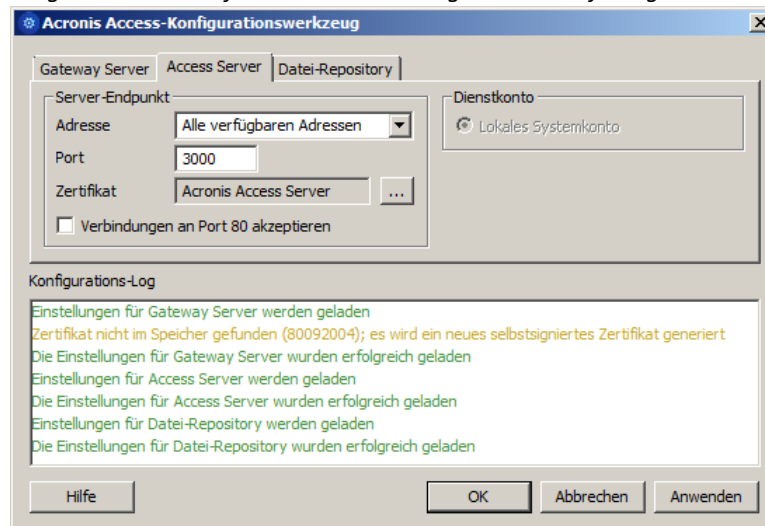 Acronis Access-Konfigurationswerkzeug
Gateway Server
Access Server
Datei-Repository
Server-Endpunkt
Adresse
Alle verfügbaren Adressen
Port
3000
Zertifikat
Acronis Access Server
...
Verbindungen an Port 80 akzeptieren
Dienstkonto
Lokales Systemkonto
Konfigurations-Log
Einstellungen für Gateway Server werden geladen
Zertifikat nicht im Speicher gefunden (80092004); es wird ein neues selbstsigniertes Zertifikat generiert
Die Einstellungen für Gateway Server wurden erfolgreich geladen
Einstellungen für Access Server werden geladen
Die Einstellungen für Access Server wurden erfolgreich geladen
Einstellungen für Datei-Repository werden geladen
Die Einstellungen für Datei-Repository wurden erfolgreich geladen
Hilfe
OK
Abbrechen
Anwenden